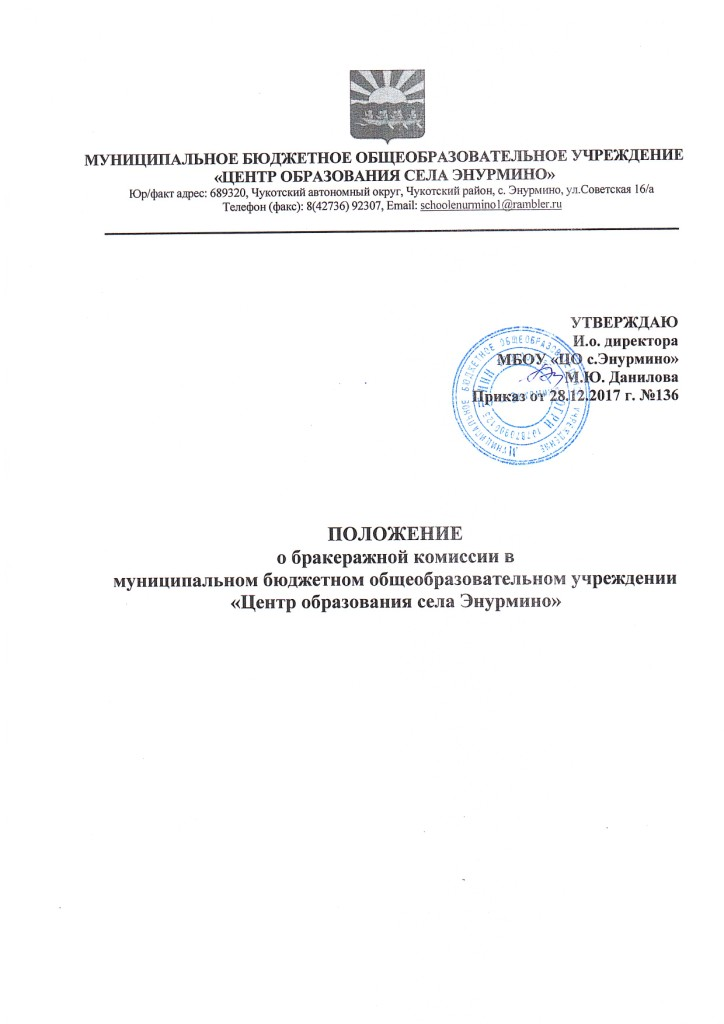 МУНИЦИПАЛЬНОЕ БЮДЖЕТНОЕ ОБЩЕОБРАЗОВАТЕЛЬНОЕ УЧРЕЖДЕНИЕ
«ЦЕНТР ОБРАЗОВАНИЯ СЕЛА ЭНУРМИНО»
Юр/факт адрес: 689320, Чукотский автономный округ, Чукотский район, с. Энурмино, ул.Советская 16/а
Телефон (факс): 8(42736) 92307, Email: schoolenurmino1@rambler.ru
УТВЕРЖДАЮ
И.о. директора
МБОУ «ЦО с.Энурмино»
М.Ю. Данилова
Приказ от 28.12.2017 г. №136
ПОЛОЖЕНИЕ
о бракеражной комиссии в
муниципальном бюджетном общеобразовательном учреждении
«Центр образования села Энурмино»